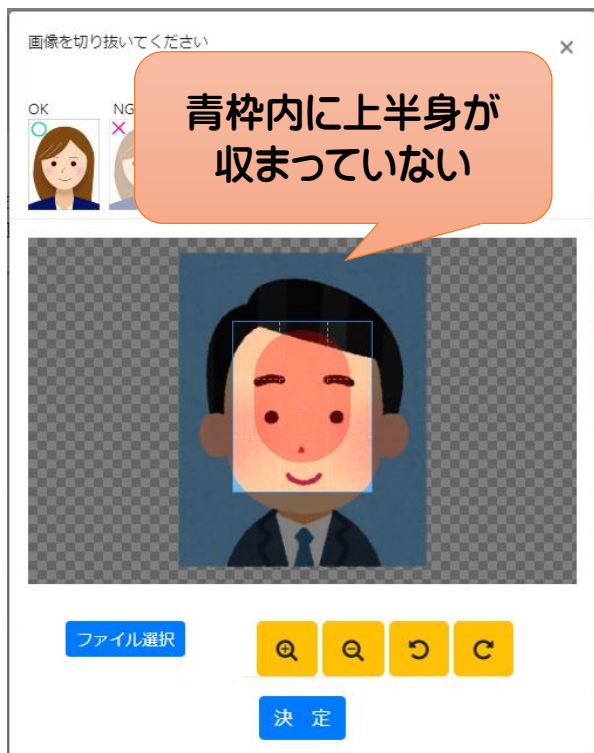 画像を切り抜いてください
×
OK
NG
青枠内に上半身が
収まっていない
ファイル選択
決 定